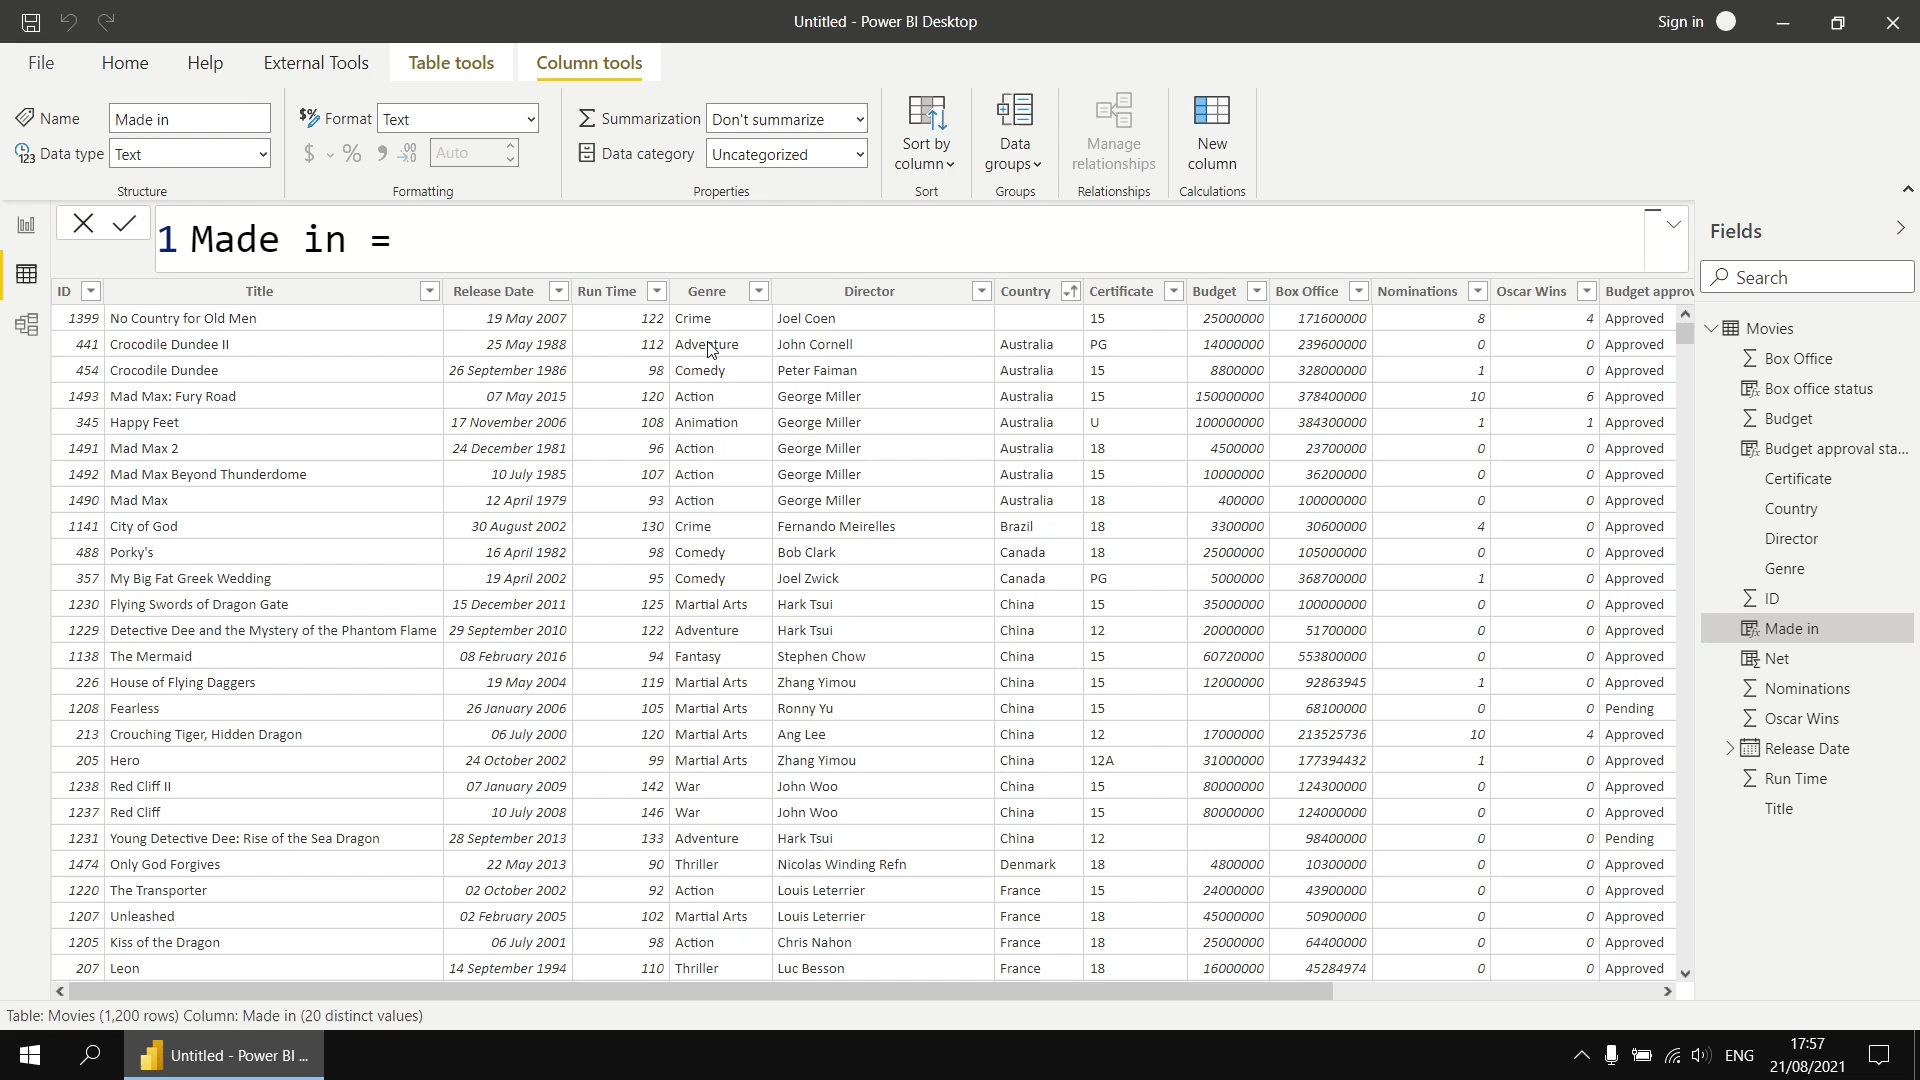 Untitled - Power BI Desktop
Sign in
File Home Help External Tools Table tools Column tools
Name Made in
Data type Text
Structure
$% Format Text
$ % 9 .00 Auto
Formatting
Summarization Don't summarize
Data category Uncategorized
Properties
Sort by column
Sort
Data groups
Groups
Manage relationships
Relationships
New column
Calculations
1 Made in =
ID Title Release Date Run Time Genre Director Country Certificate Budget Box Office Nominations Oscar Wins Budget approv
1399 No Country for Old Men 19 May 2007 122 Crime Joel Coen 15 25000000 171600000 8 4 Approved
441 Crocodile Dundee II 25 May 1988 112 Adventure John Cornell Australia PG 14000000 239600000 0 0 Approved
454 Crocodile Dundee 26 September 1986 98 Comedy Peter Faiman Australia 15 8800000 328000000 1 0 Approved
1493 Mad Max: Fury Road 07 May 2015 120 Action George Miller Australia 15 150000000 378400000 10 6 Approved
345 Happy Feet 17 November 2006 108 Animation George Miller Australia U 100000000 384300000 1 1 Approved
1491 Mad Max 2 24 December 1981 96 Action George Miller Australia 18 4500000 23700000 0 0 Approved
1492 Mad Max Beyond Thunderdome 10 July 1985 107 Action George Miller Australia 15 10000000 36200000 0 0 Approved
1490 Mad Max 12 April 1979 93 Action George Miller Australia 18 400000 100000000 0 0 Approved
1141 City of God 30 August 2002 130 Crime Fernando Meirelles Brazil 18 3300000 30600000 4 0 Approved
488 Porky's 16 April 1982 98 Comedy Bob Clark Canada 18 25000000 105000000 0 0 Approved
357 My Big Fat Greek Wedding 19 April 2002 95 Comedy Joel Zwick Canada PG 5000000 368700000 1 0 Approved
1230 Flying Swords of Dragon Gate 15 December 2011 125 Martial Arts Hark Tsui China 15 35000000 100000000 0 0 Approved
1229 Detective Dee and the Mystery of the Phantom Flame 29 September 2010 122 Adventure Hark Tsui China 12 20000000 51700000 0 0 Approved
1138 The Mermaid 08 February 2016 94 Fantasy Stephen Chow China 15 60720000 553800000 0 0 Approved
226 House of Flying Daggers 19 May 2004 119 Martial Arts Zhang Yimou China 15 12000000 92863945 1 0 Approved
1208 Fearless 26 January 2006 105 Martial Arts Ronny Yu China 15 68100000 0 0 Pending
213 Crouching Tiger, Hidden Dragon 06 July 2000 120 Martial Arts Ang Lee China 12 17000000 213525736 10 4 Approved
205 Hero 24 October 2002 99 Martial Arts Zhang Yimou China 12A 31000000 177394432 1 0 Approved
1238 Red Cliff II 07 January 2009 142 War John Woo China 15 80000000 124300000 0 0 Approved
1237 Red Cliff 10 July 2008 146 War John Woo China 15 80000000 124000000 0 0 Approved
1231 Young Detective Dee: Rise of the Sea Dragon 28 September 2013 133 Adventure Hark Tsui China 12 98400000 0 0 Pending
1474 Only God Forgives 22 May 2013 90 Thriller Nicolas Winding Refn Denmark 18 4800000 10300000 0 0 Approved
1220 The Transporter 02 October 2002 92 Action Louis Leterrier France 15 24000000 43900000 0 0 Approved
1207 Unleashed 02 February 2005 102 Martial Arts Louis Leterrier France 18 45000000 50900000 0 0 Approved
1205 Kiss of the Dragon 06 July 2001 98 Action Chris Nahon France 18 25000000 64400000 0 0 Approved
207 Leon 14 September 1994 110 Thriller Luc Besson France 18 16000000 45284974 0 0 Approved
Fields
Search
Movies
Box Office
Box office status
Budget
Budget approval sta...
Certificate
Country
Director
Genre
ID
Made in
Net
Nominations
Oscar Wins
Release Date
Run Time
Title
Table: Movies (1,200 rows) Column: Made in (20 distinct values)
Untitled - Power BI ...
ENG
17:57
21/08/2021